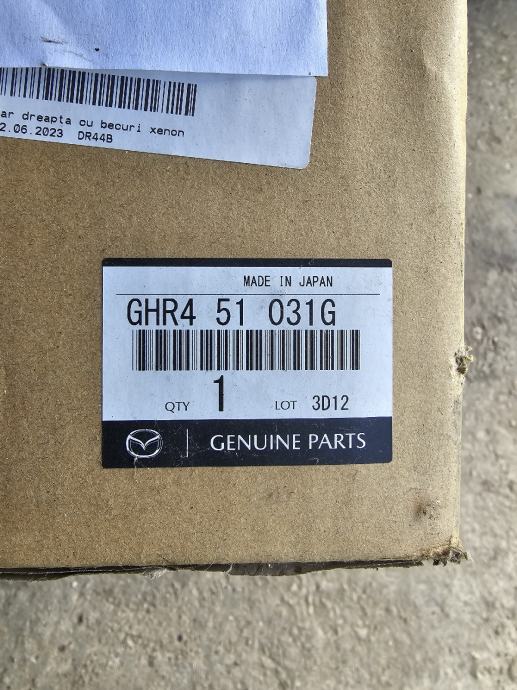 ar dreapta cu becuri xenon
2.06.2023 DR44B
MADE IN JAPAN
GHR4 51 031G
QTY 1 LOT 3D12
GENUINE PARTS